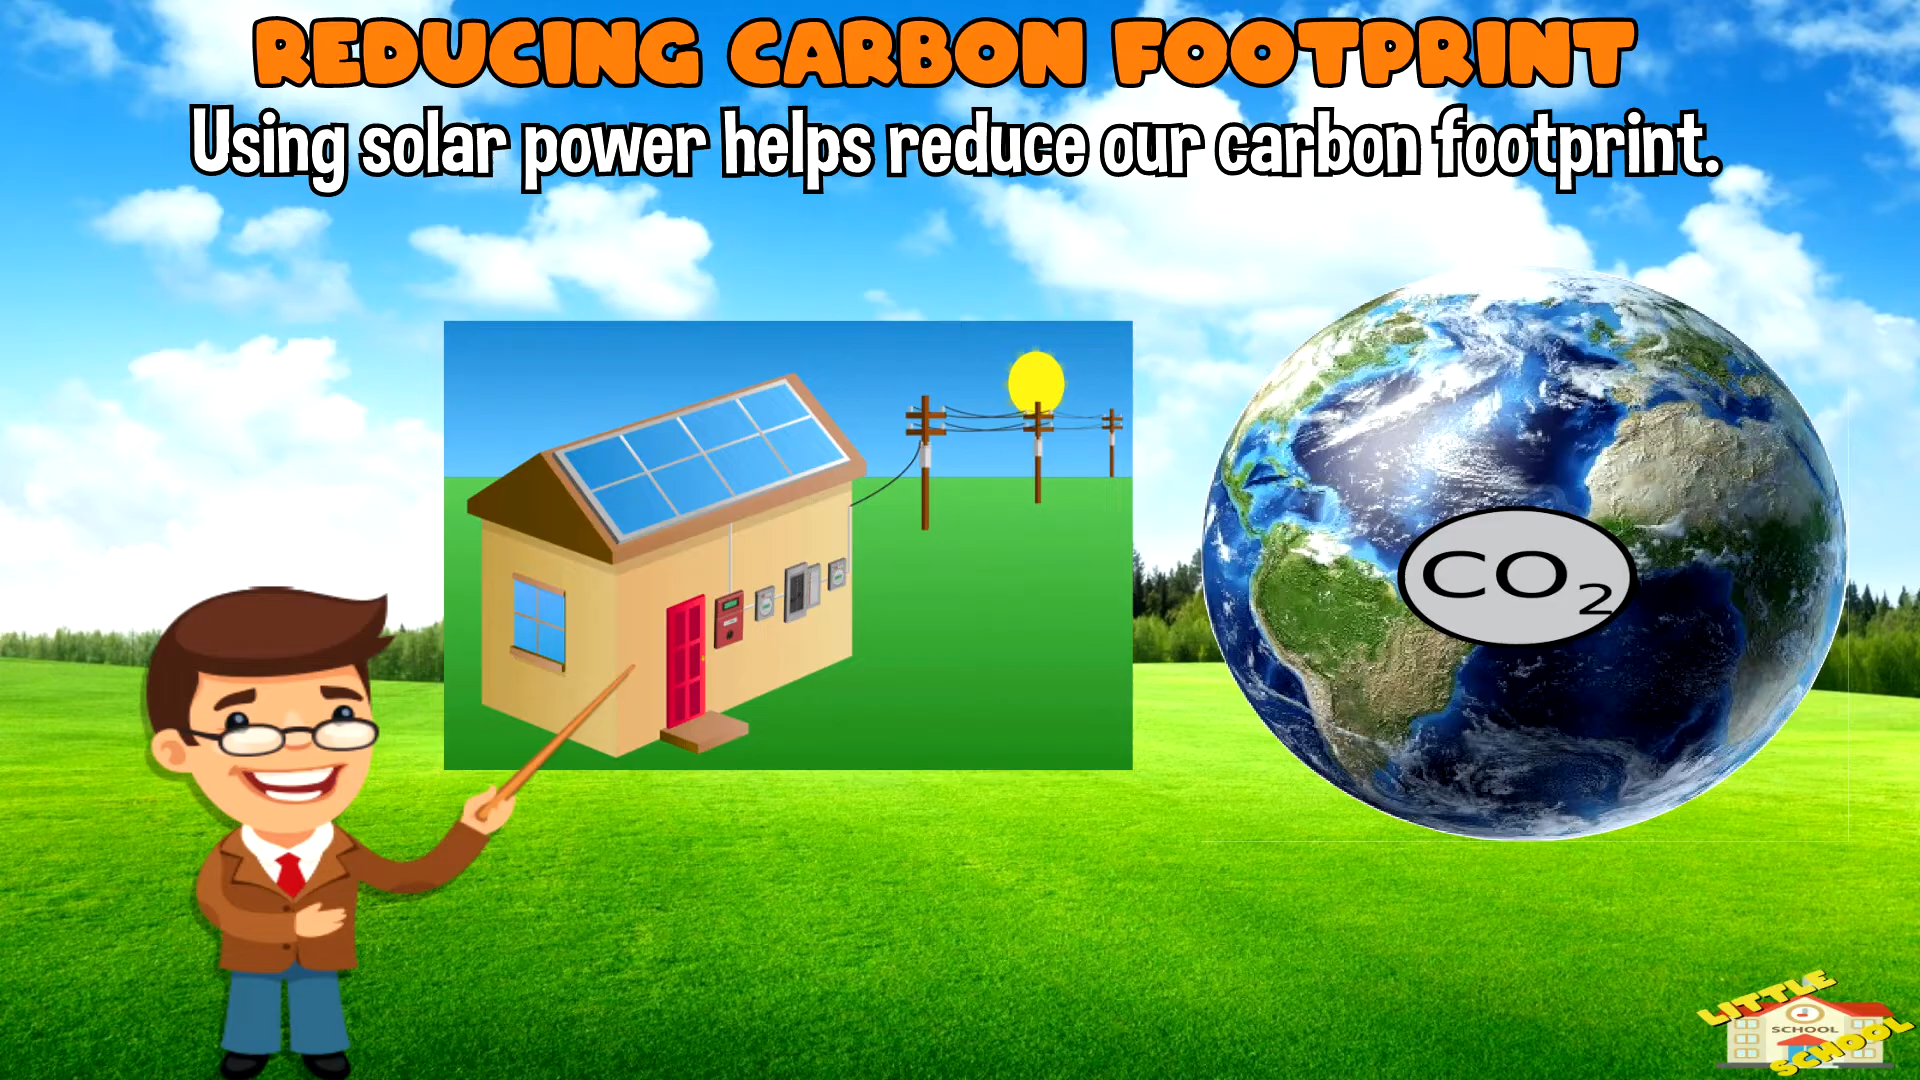 REDUCING CARBON FOOTPRINT
Using solar power helps reduce our carbon footprint.
CO₂
LITTLE
SCHOOL
SCHOOL